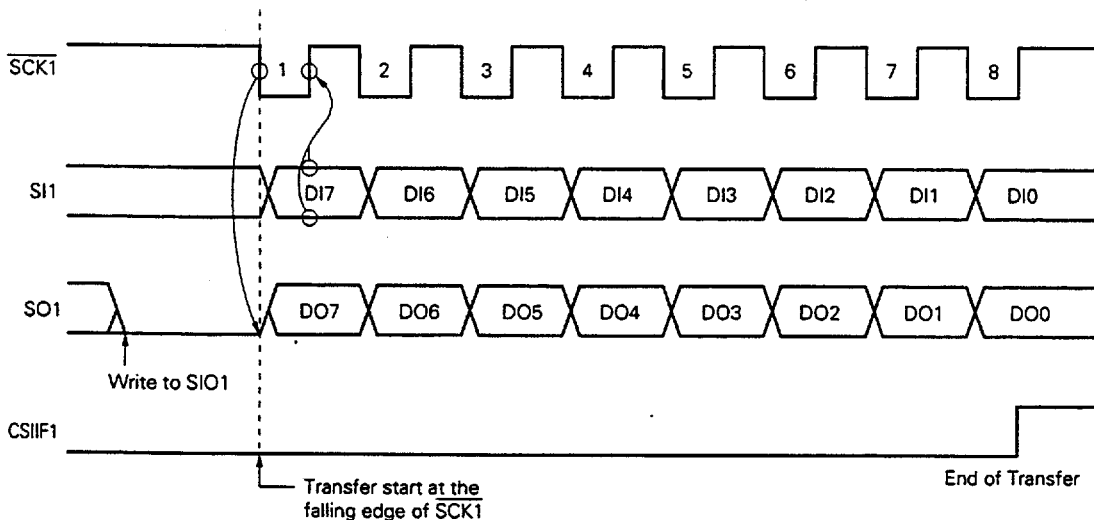 SCK1 1 2 3 4 5 6 7 8
SI1 DI7 DI6 DI5 DI4 DI3 DI2 DI1 DI0
SO1 DO7 DO6 DO5 DO4 DO3 DO2 DO1 DO0
Write to SIO1
CSIIF1
End of Transfer
Transfer start at the
falling edge of SCK1